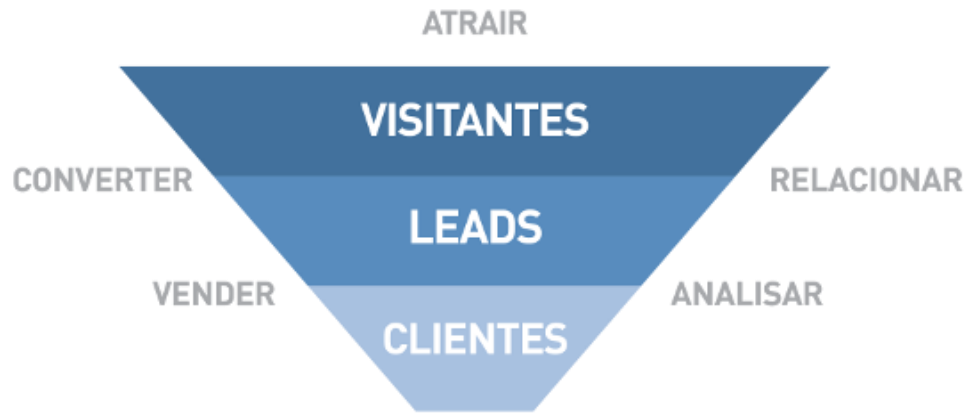 ATRAIR
VISITANTES
CONVERTER
RELACIONAR
LEADS
VENDER
ANALISAR
CLIENTES